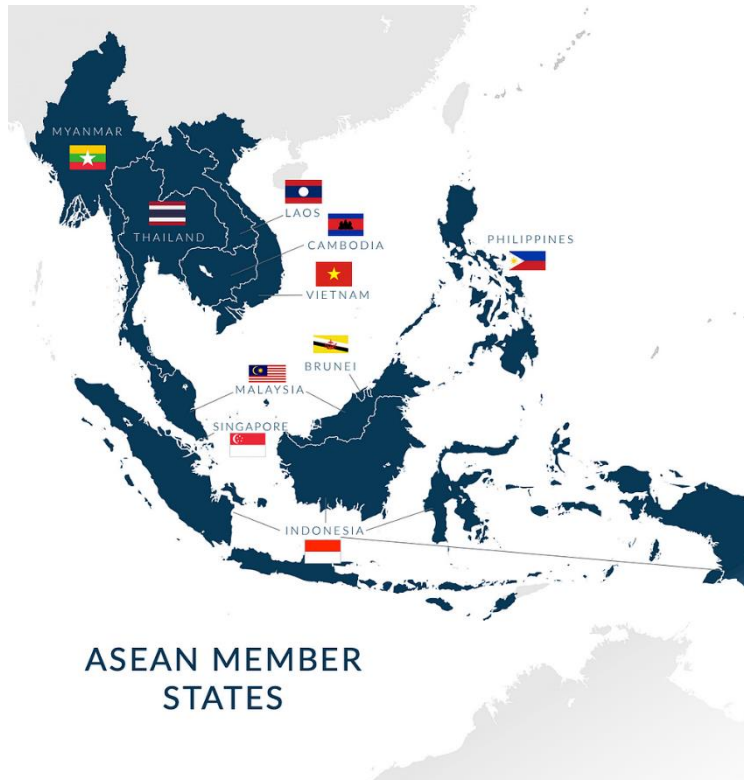 MYANMAR
THAILAND
LAOS
CAMBODIA
VIETNAM
PHILIPPINES
BRUNEI
MALAYSIA
SINGAPORE
INDONESIA
ASEAN MEMBER
STATES